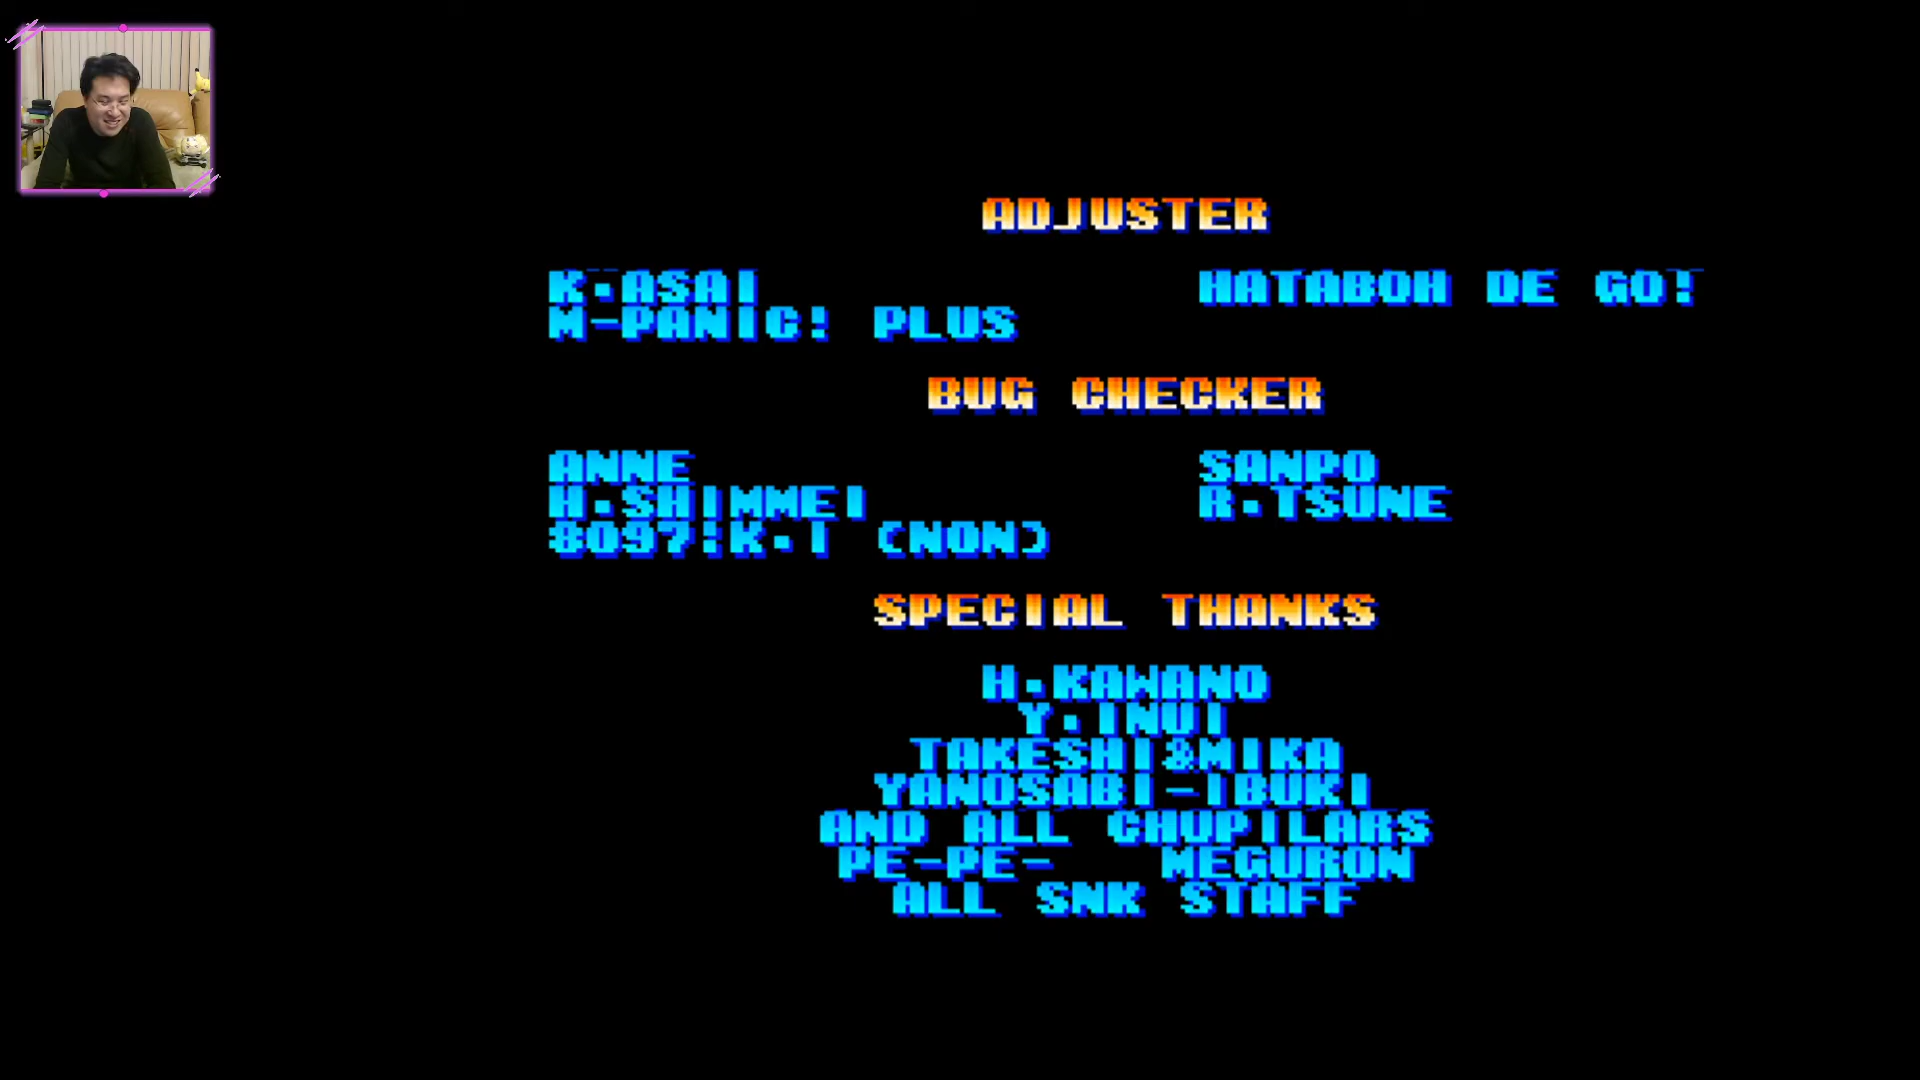 ADJUSTER
K.ASAI HATABOH DE GO!
M-PANIC! PLUS
BUG CHECKER
ANNE SANPO
H.SHIMMEI R.TSUNE
8097!K.I (NON)
SPECIAL THANKS
H.KAWANO
Y.INUI
TAKESHI&MIKA
YANOSABI-IBUKI
AND ALL CHUPILARS
PE-PE- MEGURON
ALL SNK STAFF